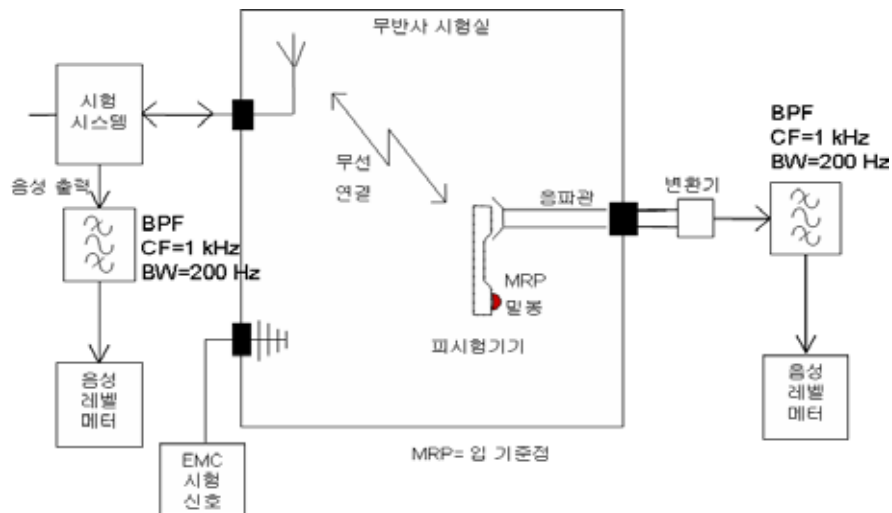 무반사 시험실
시험
시스뎀
음성 출력
BPF
CF=1 kHz
BW=200 Hz
음성
레벨
메터
EMC
시험
신호
무선
연결
음파관
MRP
밀봉
피시험기기
변환기
BPF
CF=1 kHz
BW=200 Hz
음성
레벨
메터
MRP= 입 기준점